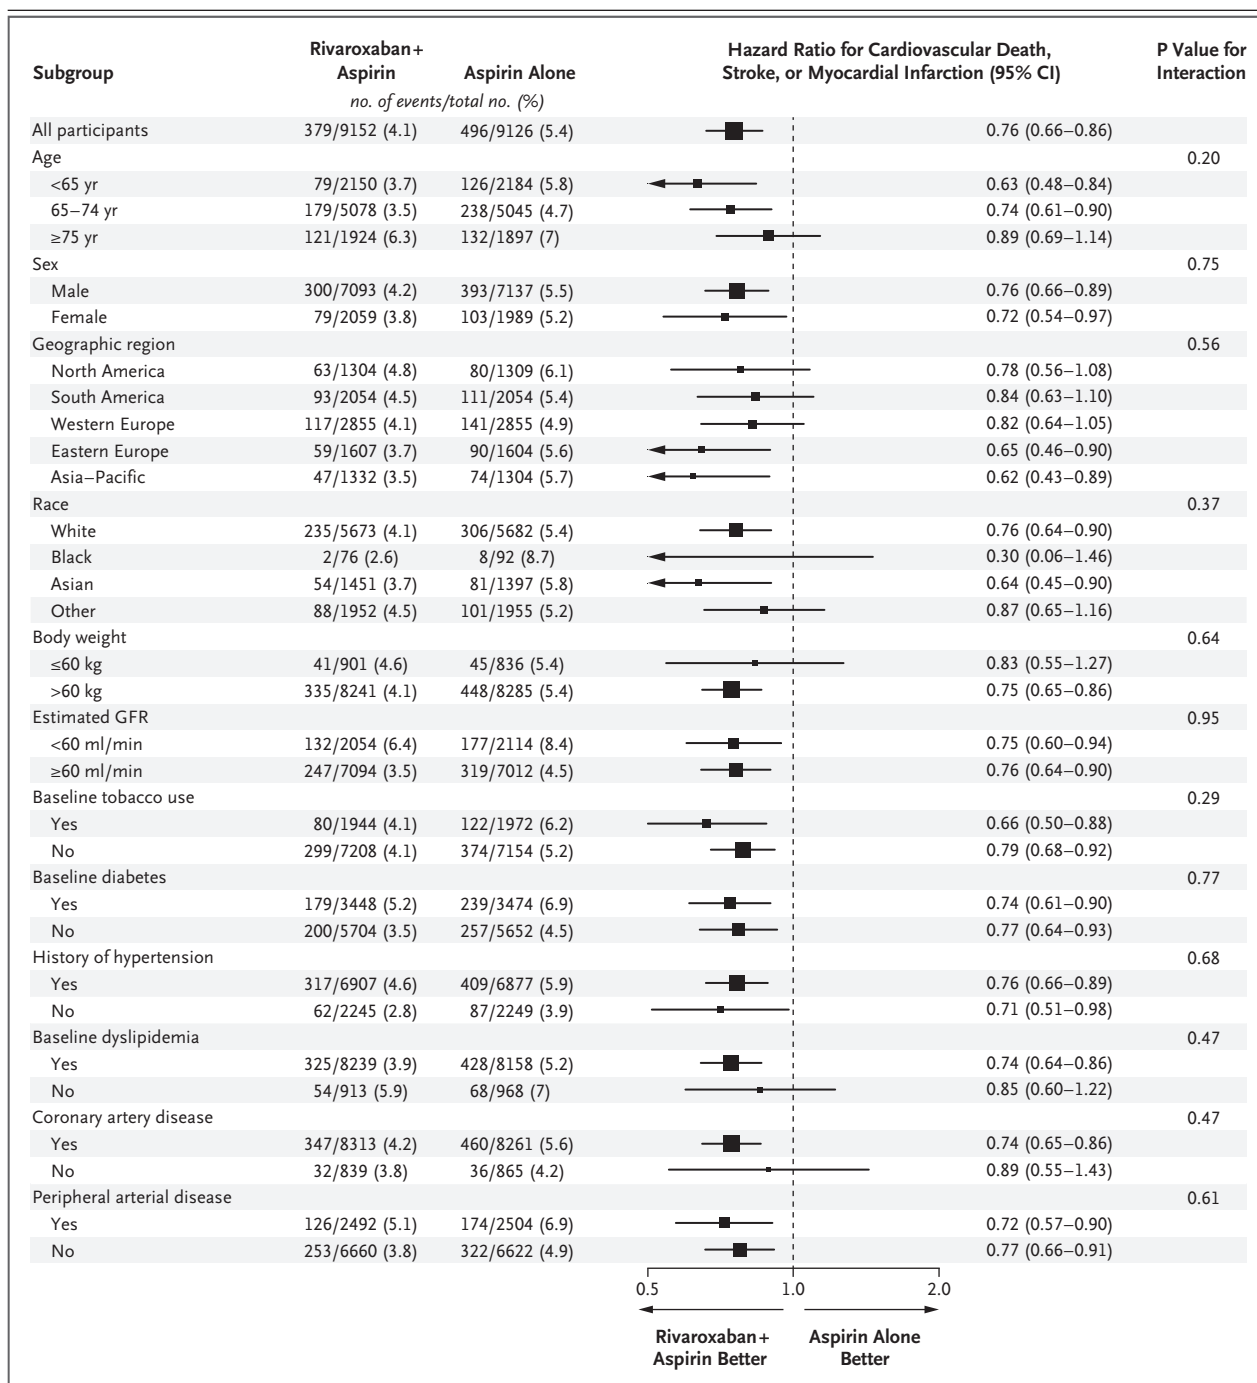 Subgroup Rivaroxaban+ Aspirin Aspirin Alone Hazard Ratio for Cardiovascular Death, Stroke, or Myocardial Infarction (95% CI) P Value for Interaction
no. of events/total no. (%)
All participants 379/9152 (4.1) 496/9126 (5.4) 0.76 (0.66–0.86)
Age 0.20
<65 yr 79/2150 (3.7) 126/2184 (5.8) 0.63 (0.48–0.84)
65–74 yr 179/5078 (3.5) 238/5045 (4.7) 0.74 (0.61–0.90)
≥75 yr 121/1924 (6.3) 132/1897 (7) 0.89 (0.69–1.14)
Sex 0.75
Male 300/7093 (4.2) 393/7137 (5.5) 0.76 (0.66–0.89)
Female 79/2059 (3.8) 103/1989 (5.2) 0.72 (0.54–0.97)
Geographic region 0.56
North America 63/1304 (4.8) 80/1309 (6.1) 0.78 (0.56–1.08)
South America 93/2054 (4.5) 111/2054 (5.4) 0.84 (0.63–1.10)
Western Europe 117/2855 (4.1) 141/2855 (4.9) 0.82 (0.64–1.05)
Eastern Europe 59/1607 (3.7) 90/1604 (5.6) 0.65 (0.46–0.90)
Asia–Pacific 47/1332 (3.5) 74/1304 (5.7) 0.62 (0.43–0.89)
Race 0.37
White 235/5673 (4.1) 306/5682 (5.4) 0.76 (0.64–0.90)
Black 2/76 (2.6) 8/92 (8.7) 0.30 (0.06–1.46)
Asian 54/1451 (3.7) 81/1397 (5.8) 0.64 (0.45–0.90)
Other 88/1952 (4.5) 101/1955 (5.2) 0.87 (0.65–1.16)
Body weight 0.64
≤60 kg 41/901 (4.6) 45/836 (5.4) 0.83 (0.55–1.27)
>60 kg 335/8241 (4.1) 448/8285 (5.4) 0.75 (0.65–0.86)
Estimated GFR 0.95
<60 ml/min 132/2054 (6.4) 177/2114 (8.4) 0.75 (0.60–0.94)
≥60 ml/min 247/7094 (3.5) 319/7012 (4.5) 0.76 (0.64–0.90)
Baseline tobacco use 0.29
Yes 80/1944 (4.1) 122/1972 (6.2) 0.66 (0.50–0.88)
No 299/7208 (4.1) 374/7154 (5.2) 0.79 (0.68–0.92)
Baseline diabetes 0.77
Yes 179/3448 (5.2) 239/3474 (6.9) 0.74 (0.61–0.90)
No 200/5704 (3.5) 257/5652 (4.5) 0.77 (0.64–0.93)
History of hypertension 0.68
Yes 317/6907 (4.6) 409/6877 (5.9) 0.76 (0.66–0.89)
No 62/2245 (2.8) 87/2249 (3.9) 0.71 (0.51–0.98)
Baseline dyslipidemia 0.47
Yes 325/8239 (3.9) 428/8158 (5.2) 0.74 (0.64–0.86)
No 54/913 (5.9) 68/968 (7) 0.85 (0.60–1.22)
Coronary artery disease 0.47
Yes 347/8313 (4.2) 460/8261 (5.6) 0.74 (0.65–0.86)
No 32/839 (3.8) 36/865 (4.2) 0.89 (0.55–1.43)
Peripheral arterial disease 0.61
Yes 126/2492 (5.1) 174/2504 (6.9) 0.72 (0.57–0.90)
No 253/6660 (3.8) 322/6622 (4.9) 0.77 (0.66–0.91)
0.5 1.0 2.0
Rivaroxaban+ Aspirin Better Aspirin Alone Better